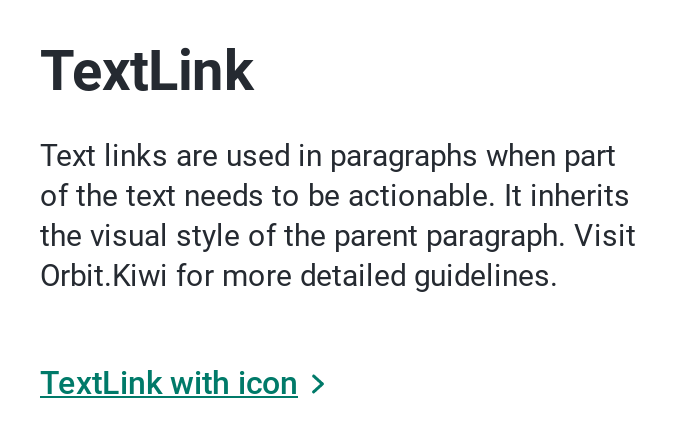 TextLink
Text links are used in paragraphs when part
of the text needs to be actionable. It inherits
the visual style of the parent paragraph. Visit
Orbit.Kiwi for more detailed guidelines.
TextLink with icon